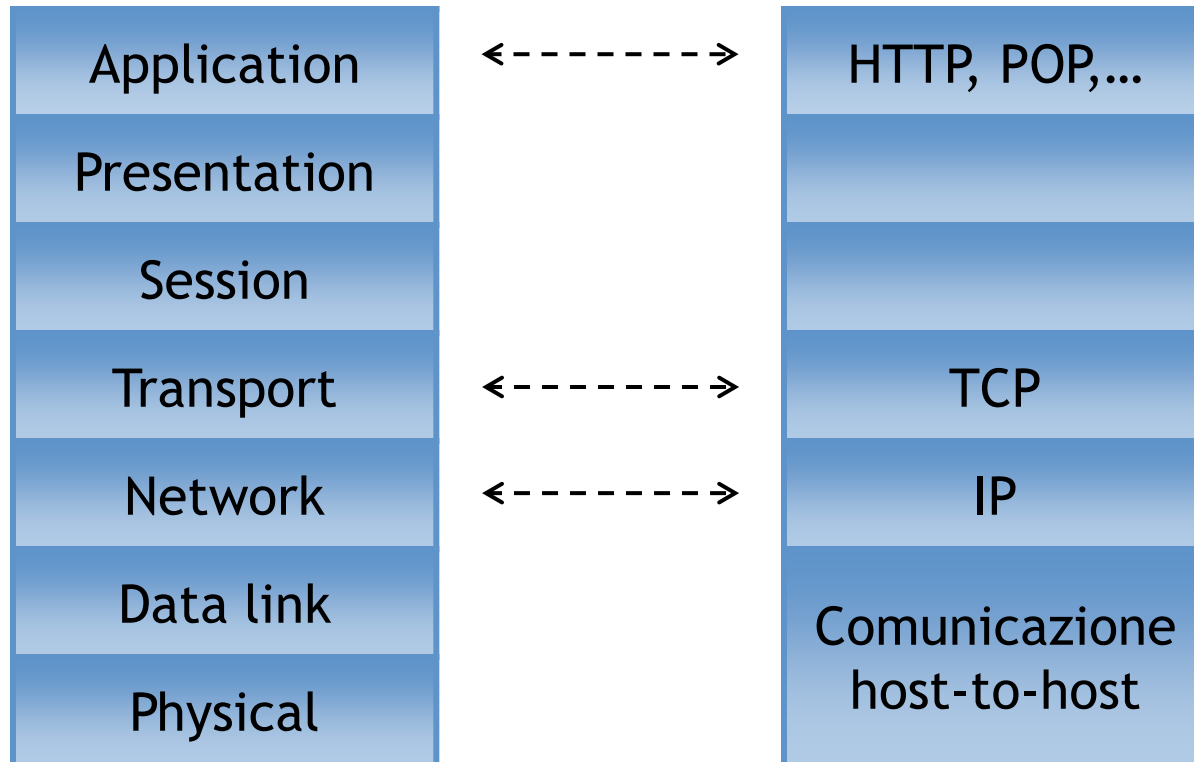 Application
HTTP, POP,...
Presentation
Session
Transport
TCP
Network
IP
Data link
Physical
Comunicazione
host-to-host